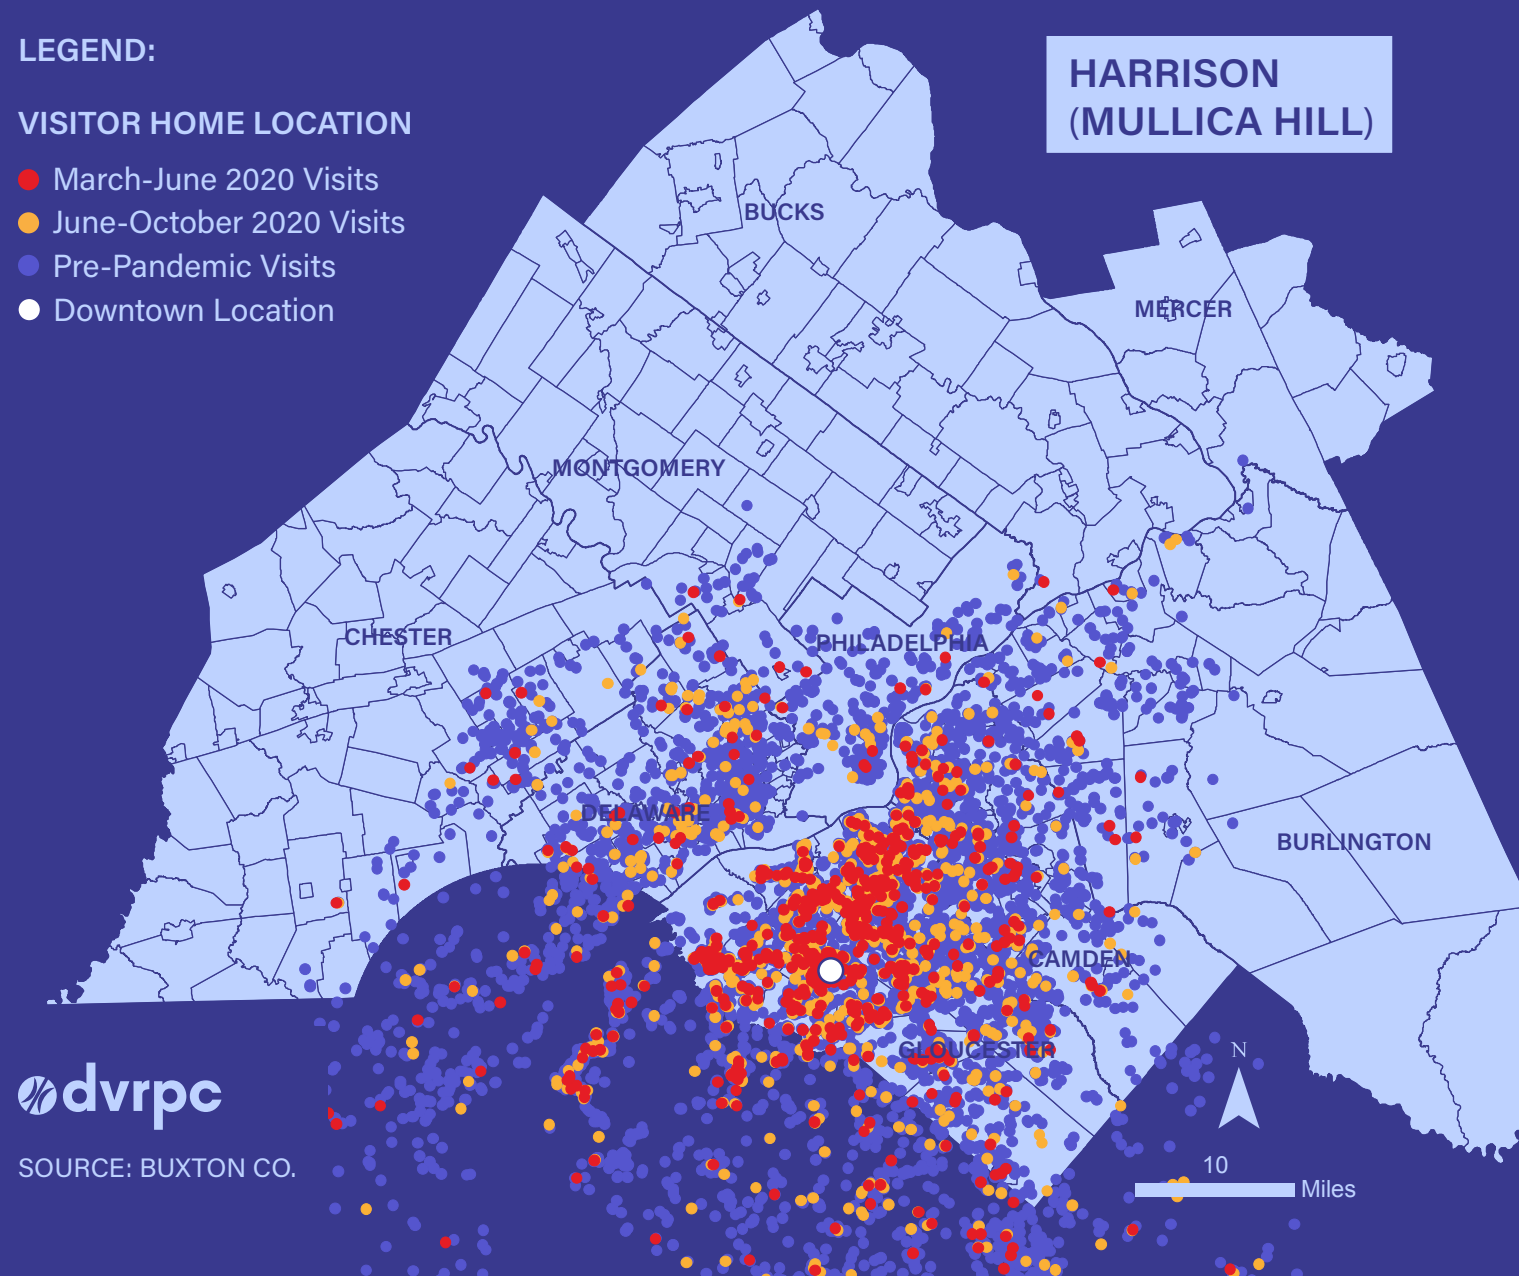 LEGEND:
VISITOR HOME LOCATION
March-June 2020 Visits
June-October 2020 Visits
Pre-Pandemic Visits
Downtown Location
HARRISON
(MULLICA HILL)
BUCKS
MERCER
MONTGOMERY
CHESTER
PHILADELPHIA
DELAWARE
BURLINGTON
CAMDEN
GLOUCESTER
N
dvrpc
SOURCE: BUXTON CO.
10
Miles